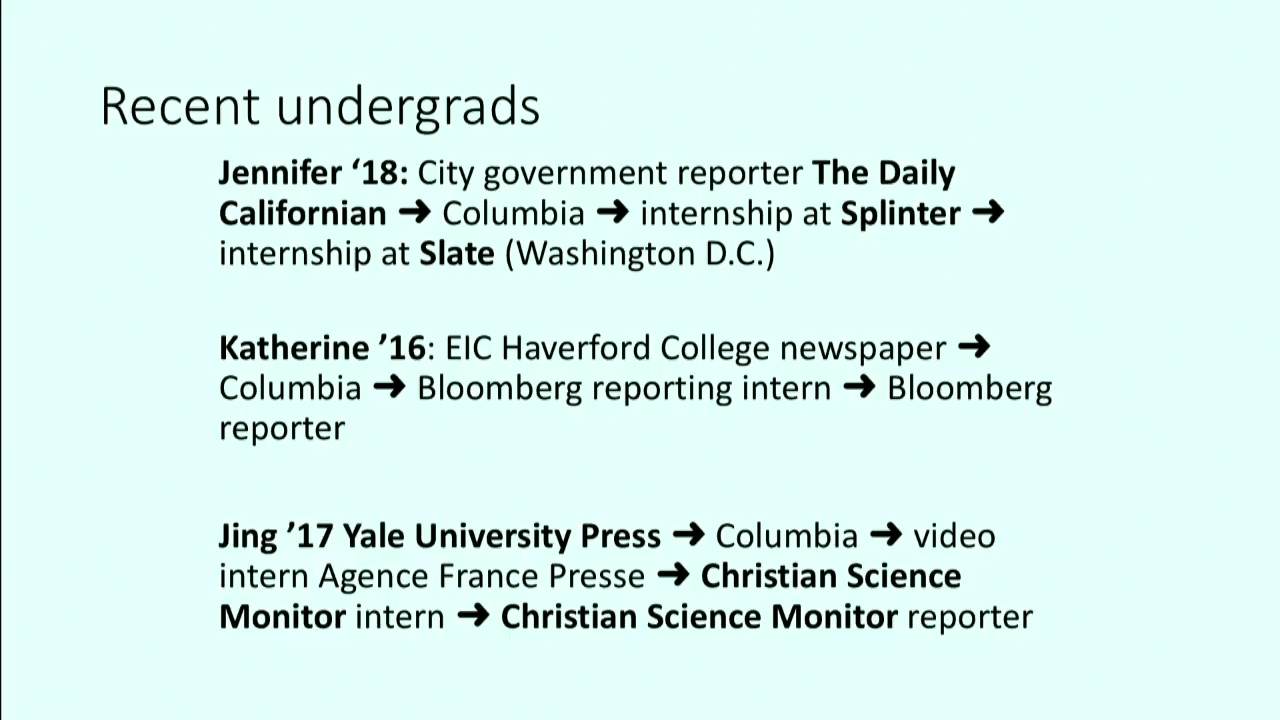 Recent undergrads
Jennifer ‘18: City government reporter The Daily
Californian ➜ Columbia ➜ internship at Splinter ➜
internship at Slate (Washington D.C.)
Katherine ’16: EIC Haverford College newspaper ➜
Columbia ➜ Bloomberg reporting intern ➜ Bloomberg
reporter
Jing ’17 Yale University Press ➜ Columbia ➜ video
intern Agence France Presse ➜ Christian Science
Monitor intern ➜ Christian Science Monitor reporter